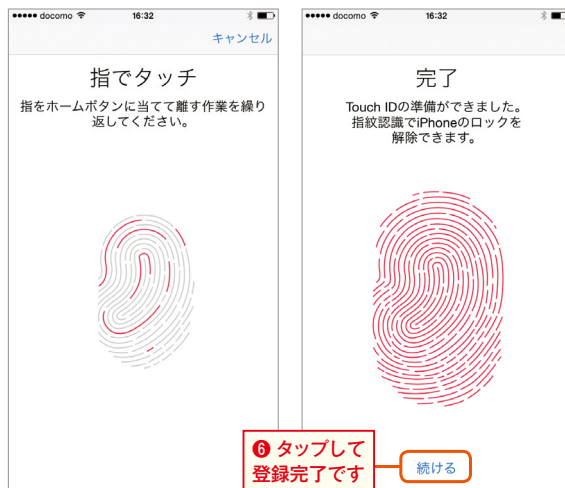 docomo 16:32
キャンセル
指でタッチ
指をホームボタンに当てて離す作業を繰り
返してください。
docomo 16:32
完了
Touch IDの準備ができました。
指紋認識でiPhoneのロックを
解除できます。
❻ タップして
登録完了です
続ける